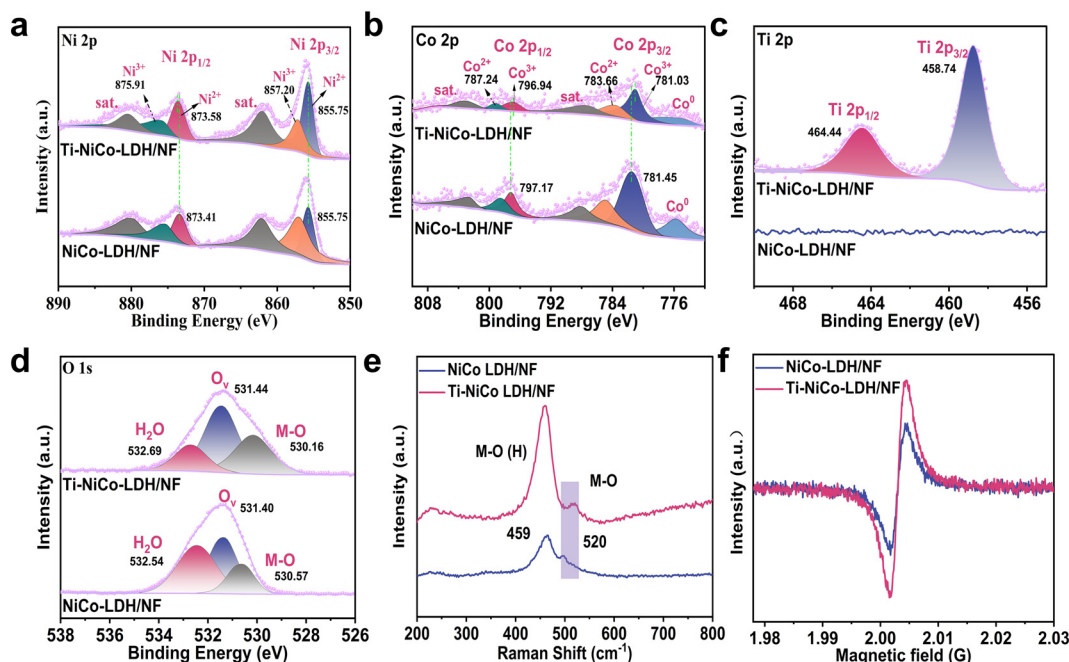 a
Ni 2p
Ni 2p1/2
Ni 2p3/2
Ni3+
875.91
Ni2+
873.58
sat.
sat.
Ni3+
857.20
Ni2+
855.75
Ti-NiCo-LDH/NF
873.41
855.75
NiCo-LDH/NF
890 880 870 860 850
Binding Energy (eV)
Intensity (a.u.)
b
Co 2p
Co 2p1/2
Co 2p3/2
Co2+
787.24
Co3+
796.94
Co2+
783.66
Co3+
781.03
sat.
sat.
Co0
Ti-NiCo-LDH/NF
797.17
781.45
Co0
NiCo-LDH/NF
808 800 792 784 776
Binding Energy (eV)
Intensity (a.u.)
c
Ti 2p
Ti 2p3/2
458.74
Ti 2p1/2
464.44
Ti-NiCo-LDH/NF
NiCo-LDH/NF
468 464 460 456
Binding Energy (eV)
Intensity (a.u.)
d
O 1s
Ov
531.44
H2O
532.69
M-O
530.16
Ti-NiCo-LDH/NF
Ov
531.40
H2O
532.54
M-O
530.57
NiCo-LDH/NF
538 536 534 532 530 528 526
Binding Energy (eV)
Intensity (a.u.)
e
NiCo LDH/NF
Ti-NiCo LDH/NF
M-O (H)
M-O
459
520
200 300 400 500 600 700 800
Raman Shift (cm-1)
Intensity (a.u.)
f
NiCo-LDH/NF
Ti-NiCo-LDH/NF
1.98 1.99 2.00 2.01 2.02 2.03
Magnetic field (G)
Intensity (a.u.)